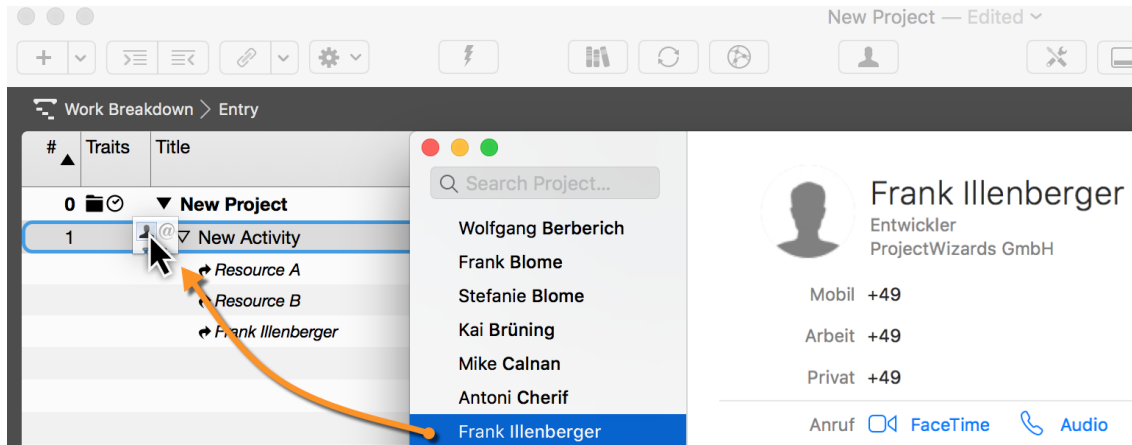 New Project — Edited
Work Breakdown > Entry
# Traits Title
0 New Project
1 @ New Activity
Resource A
Resource B
Frank Illenberger
Search Project...
Wolfgang Berberich
Frank Blome
Stefanie Blome
Kai Brüning
Mike Calnan
Antoni Cherif
Frank Illenberger
Frank Illenberger
Entwickler
ProjectWizards GmbH
Mobil +49
Arbeit +49
Privat +49
Anruf FaceTime Audio